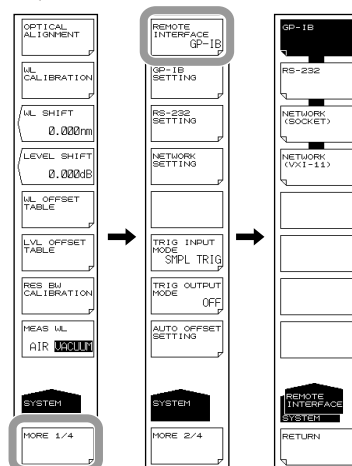 OPTICAL
ALIGNMENT
WL
CALIBRATION
WL SHIFT
0.000nm
LEVEL SHIFT
0.000dB
WL OFFSET
TABLE
LVL OFFSET
TABLE
RES BW
CALIBRATION
MEAS WL
AIR VACUUM
SYSTEM
MORE 1/4
REMOTE
INTERFACE
GP-IB
GP-IB
SETTING
RS-232
SETTING
NETWORK
SETTING
TRIG INPUT
MODE
SMPL TRIG
TRIG OUTPUT
MODE
OFF
AUTO OFFSET
SETTING
SYSTEM
MORE 2/4
GP-IB
RS-232
NETWORK
(SOCKET)
NETWORK
(VXI-11)
REMOTE
INTERFACE
SYSTEM
RETURN